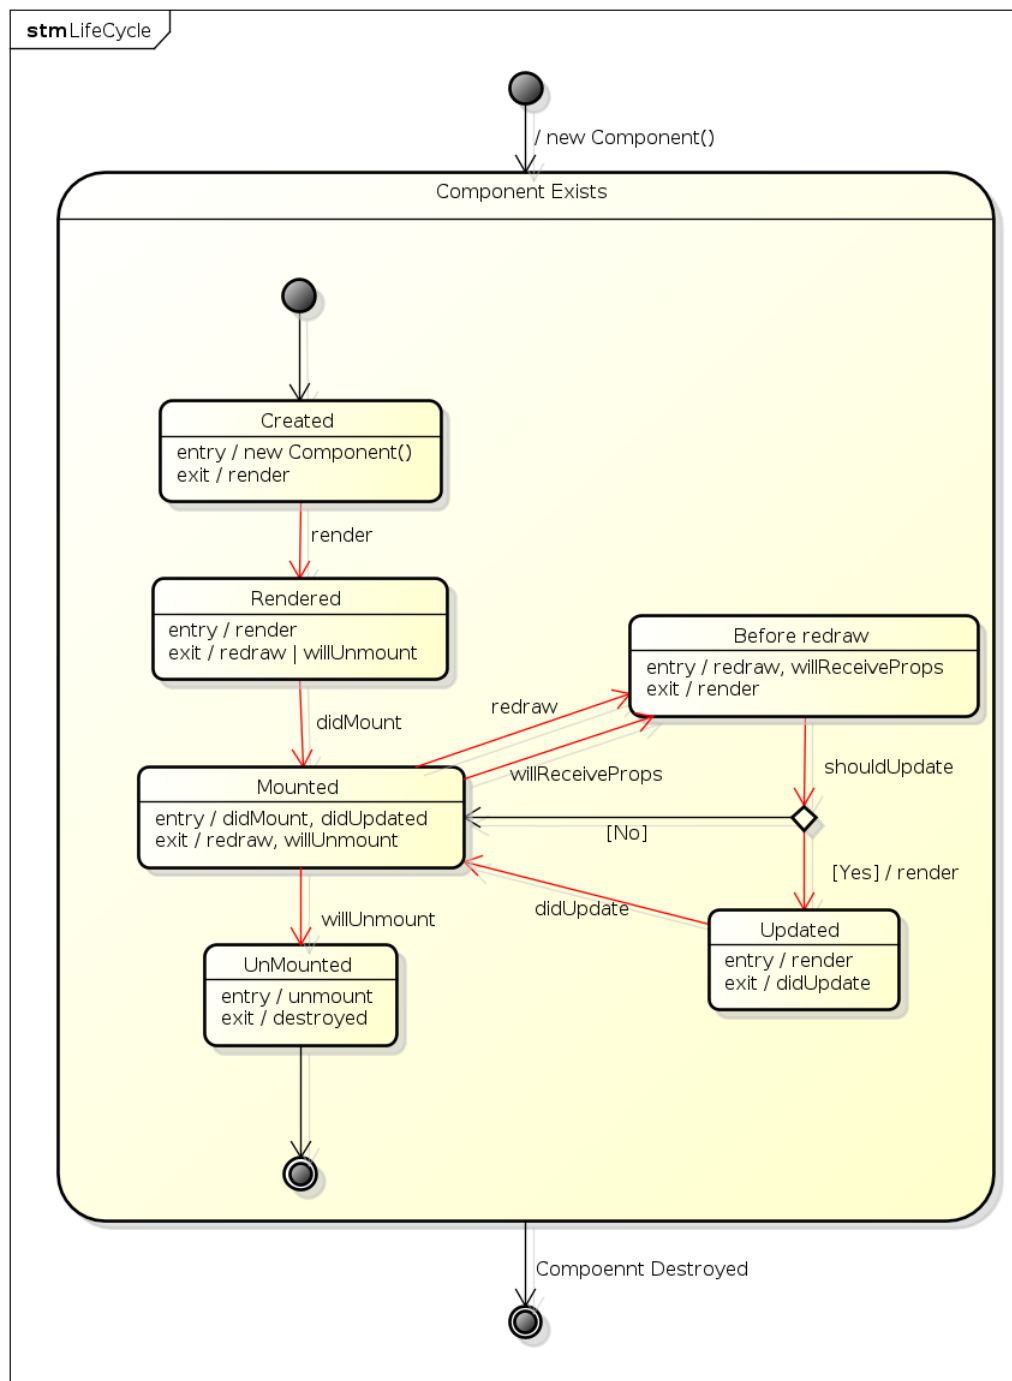 stm LifeCycle
/ new Component()
Component Exists
Created
entry / new Component()
exit / render
render
Rendered
entry / render
exit / redraw | willUnmount
Before redraw
entry / redraw, willReceiveProps
exit / render
redraw
didMount
willReceiveProps
shouldUpdate
Mounted
entry / didMount, didUpdated
exit / redraw, willUnmount
[No]
[Yes] / render
didUpdate
willUnmount
Updated
entry / render
exit / didUpdate
UnMounted
entry / unmount
exit / destroyed
Compoennt Destroyed